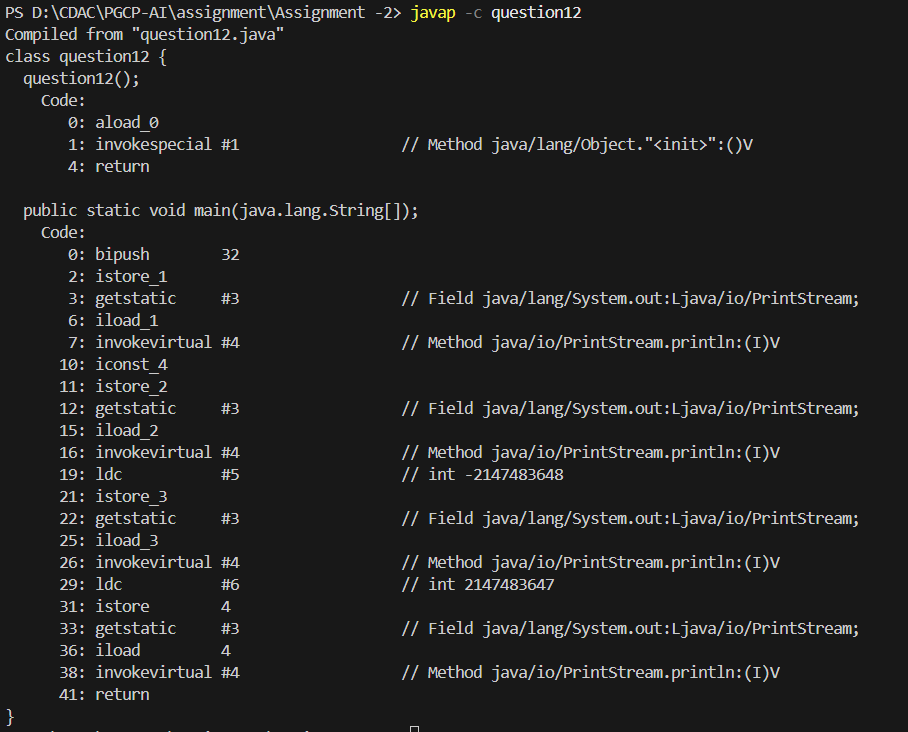 PS D:\CDAC\PGCP-AI\assignment\Assignment -2> javap -c question12
Compiled from "question12.java"
class question12 {
  question12();
    Code:
       0: aload_0
       1: invokespecial #1                  // Method java/lang/Object."<init>":()V
       4: return

  public static void main(java.lang.String[]);
    Code:
       0: bipush        32
       2: istore_1
       3: getstatic     #3                  // Field java/lang/System.out:Ljava/io/PrintStream;
       6: iload_1
       7: invokevirtual #4                  // Method java/io/PrintStream.println:(I)V
      10: iconst_4
      11: istore_2
      12: getstatic     #3                  // Field java/lang/System.out:Ljava/io/PrintStream;
      15: iload_2
      16: invokevirtual #4                  // Method java/io/PrintStream.println:(I)V
      19: ldc           #5                  // int -2147483648
      21: istore_3
      22: getstatic     #3                  // Field java/lang/System.out:Ljava/io/PrintStream;
      25: iload_3
      26: invokevirtual #4                  // Method java/io/PrintStream.println:(I)V
      29: ldc           #6                  // int 2147483647
      31: istore        4
      33: getstatic     #3                  // Field java/lang/System.out:Ljava/io/PrintStream;
      36: iload         4
      38: invokevirtual #4                  // Method java/io/PrintStream.println:(I)V
      41: return
}